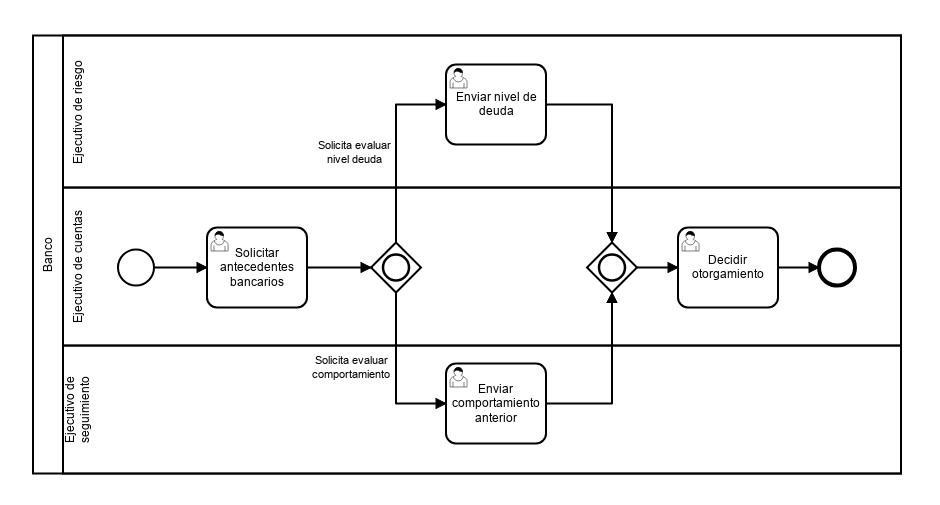 Banco
Ejecutivo de riesgo
Enviar nivel de
deuda
Solicita evaluar
nivel deuda
Ejecutivo de cuentas
Solicitar
antecedentes
bancarios
Decidir
otorgamiento
Ejecutivo de
seguimiento
Solicita evaluar
comportamiento
Enviar
comportamiento
anterior